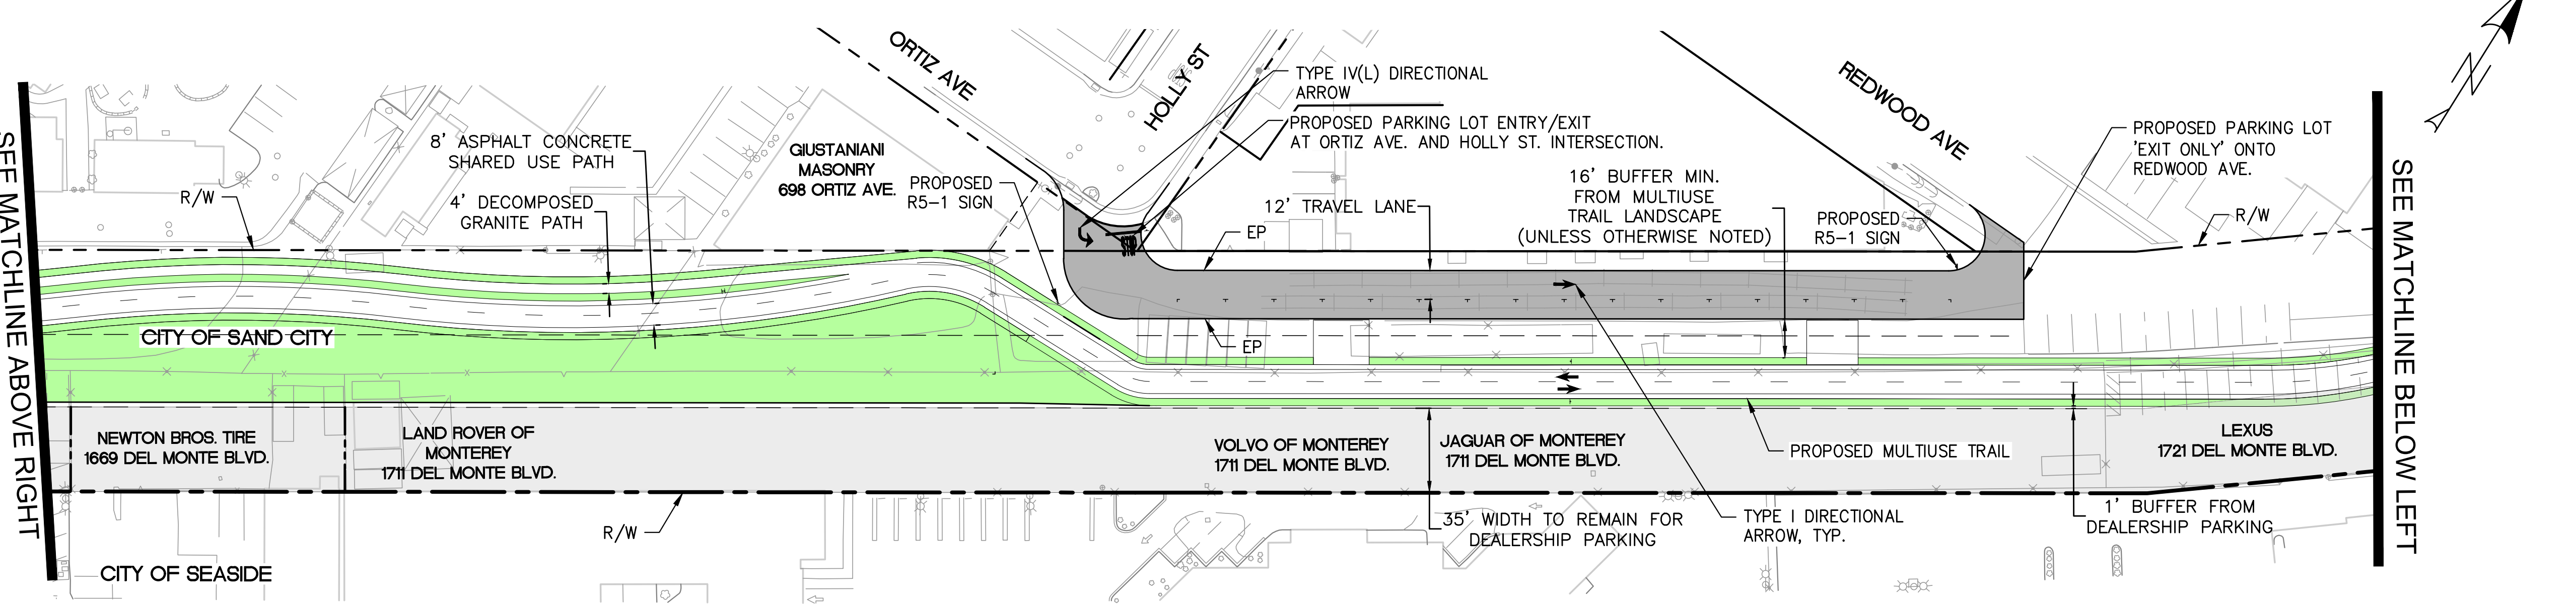 SEE MATCHLINE ABOVE RIGHT
R/W
8' ASPHALT CONCRETE
SHARED USE PATH
4' DECOMPOSED
GRANITE PATH
GIUSTANIANI
MASONRY
698 ORTIZ AVE.
PROPOSED
R5-1 SIGN
ORTIZ AVE
HOLLY ST
TYPE IV(L) DIRECTIONAL
ARROW
PROPOSED PARKING LOT ENTRY/EXIT
AT ORTIZ AVE. AND HOLLY ST. INTERSECTION.
12' TRAVEL LANE
EP
16' BUFFER MIN.
FROM MULTIUSE
TRAIL LANDSCAPE
(UNLESS OTHERWISE NOTED)
REDWOOD AVE
PROPOSED
R5-1 SIGN
PROPOSED PARKING LOT
'EXIT ONLY' ONTO
REDWOOD AVE.
R/W
N
SEE MATCHLINE BELOW LEFT
CITY OF SAND CITY
EP
NEWTON BROS. TIRE
1669 DEL MONTE BLVD.
LAND ROVER OF
MONTEREY
1711 DEL MONTE BLVD.
VOLVO OF MONTEREY
1711 DEL MONTE BLVD.
JAGUAR OF MONTEREY
1711 DEL MONTE BLVD.
PROPOSED MULTIUSE TRAIL
LEXUS
1721 DEL MONTE BLVD.
R/W
35' WIDTH TO REMAIN FOR
DEALERSHIP PARKING
TYPE I DIRECTIONAL
ARROW, TYP.
1' BUFFER FROM
DEALERSHIP PARKING
CITY OF SEASIDE